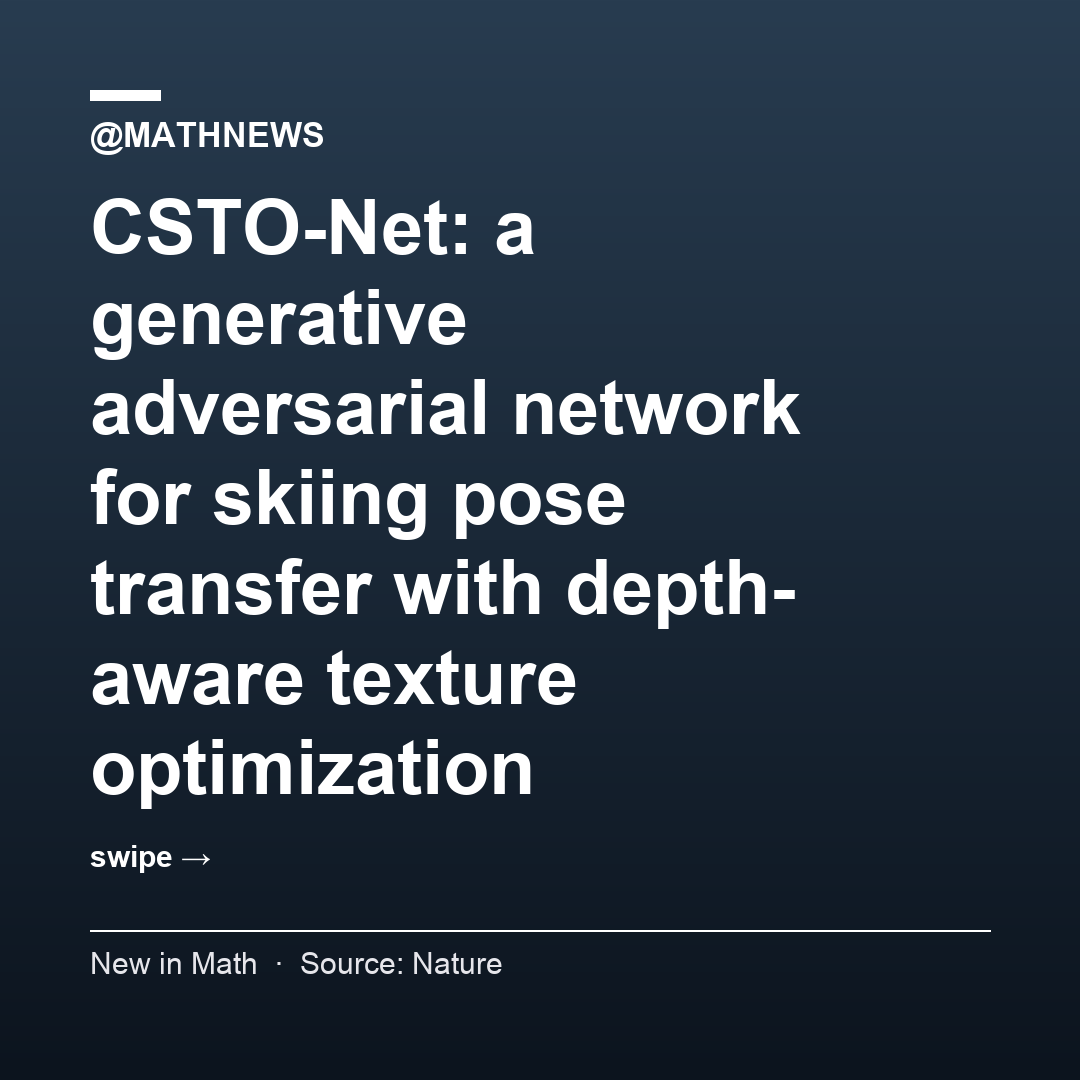 @MATHNEWS
CSTO-Net: a
generative
adversarial network
for skiing pose
transfer with depth-
aware texture
optimization
swipe →
New in Math · Source: Nature